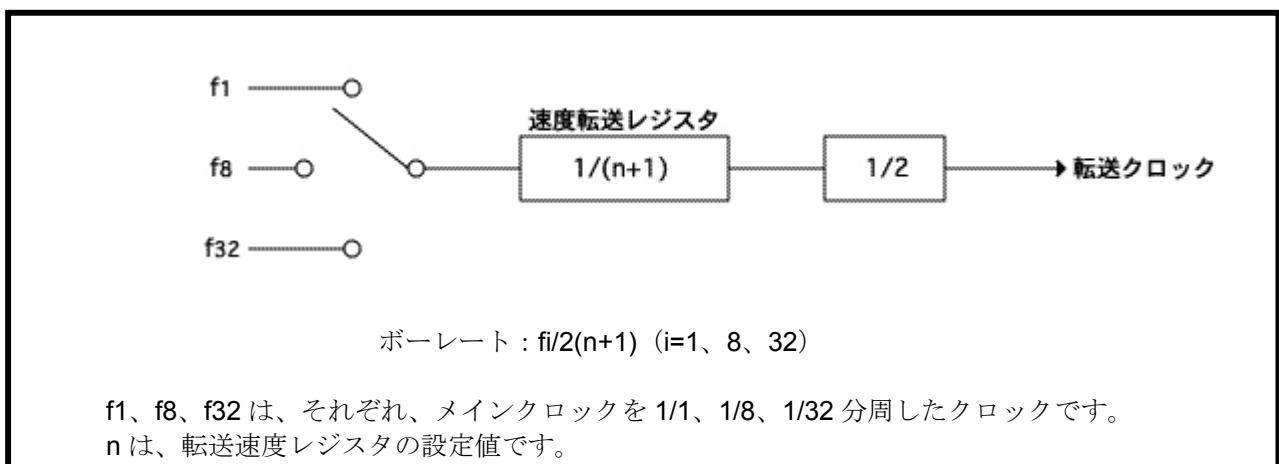 f1
速度転送レジスタ
f8
1/(n+1)
1/2
転送クロック
f32
ボーレート：fi/2(n+1)（i=1、8、32）
f1、f8、f32 は、それぞれ、メインクロックを 1/1、1/8、1/32 分周したクロックです。
n は、転送速度レジスタの設定値です。